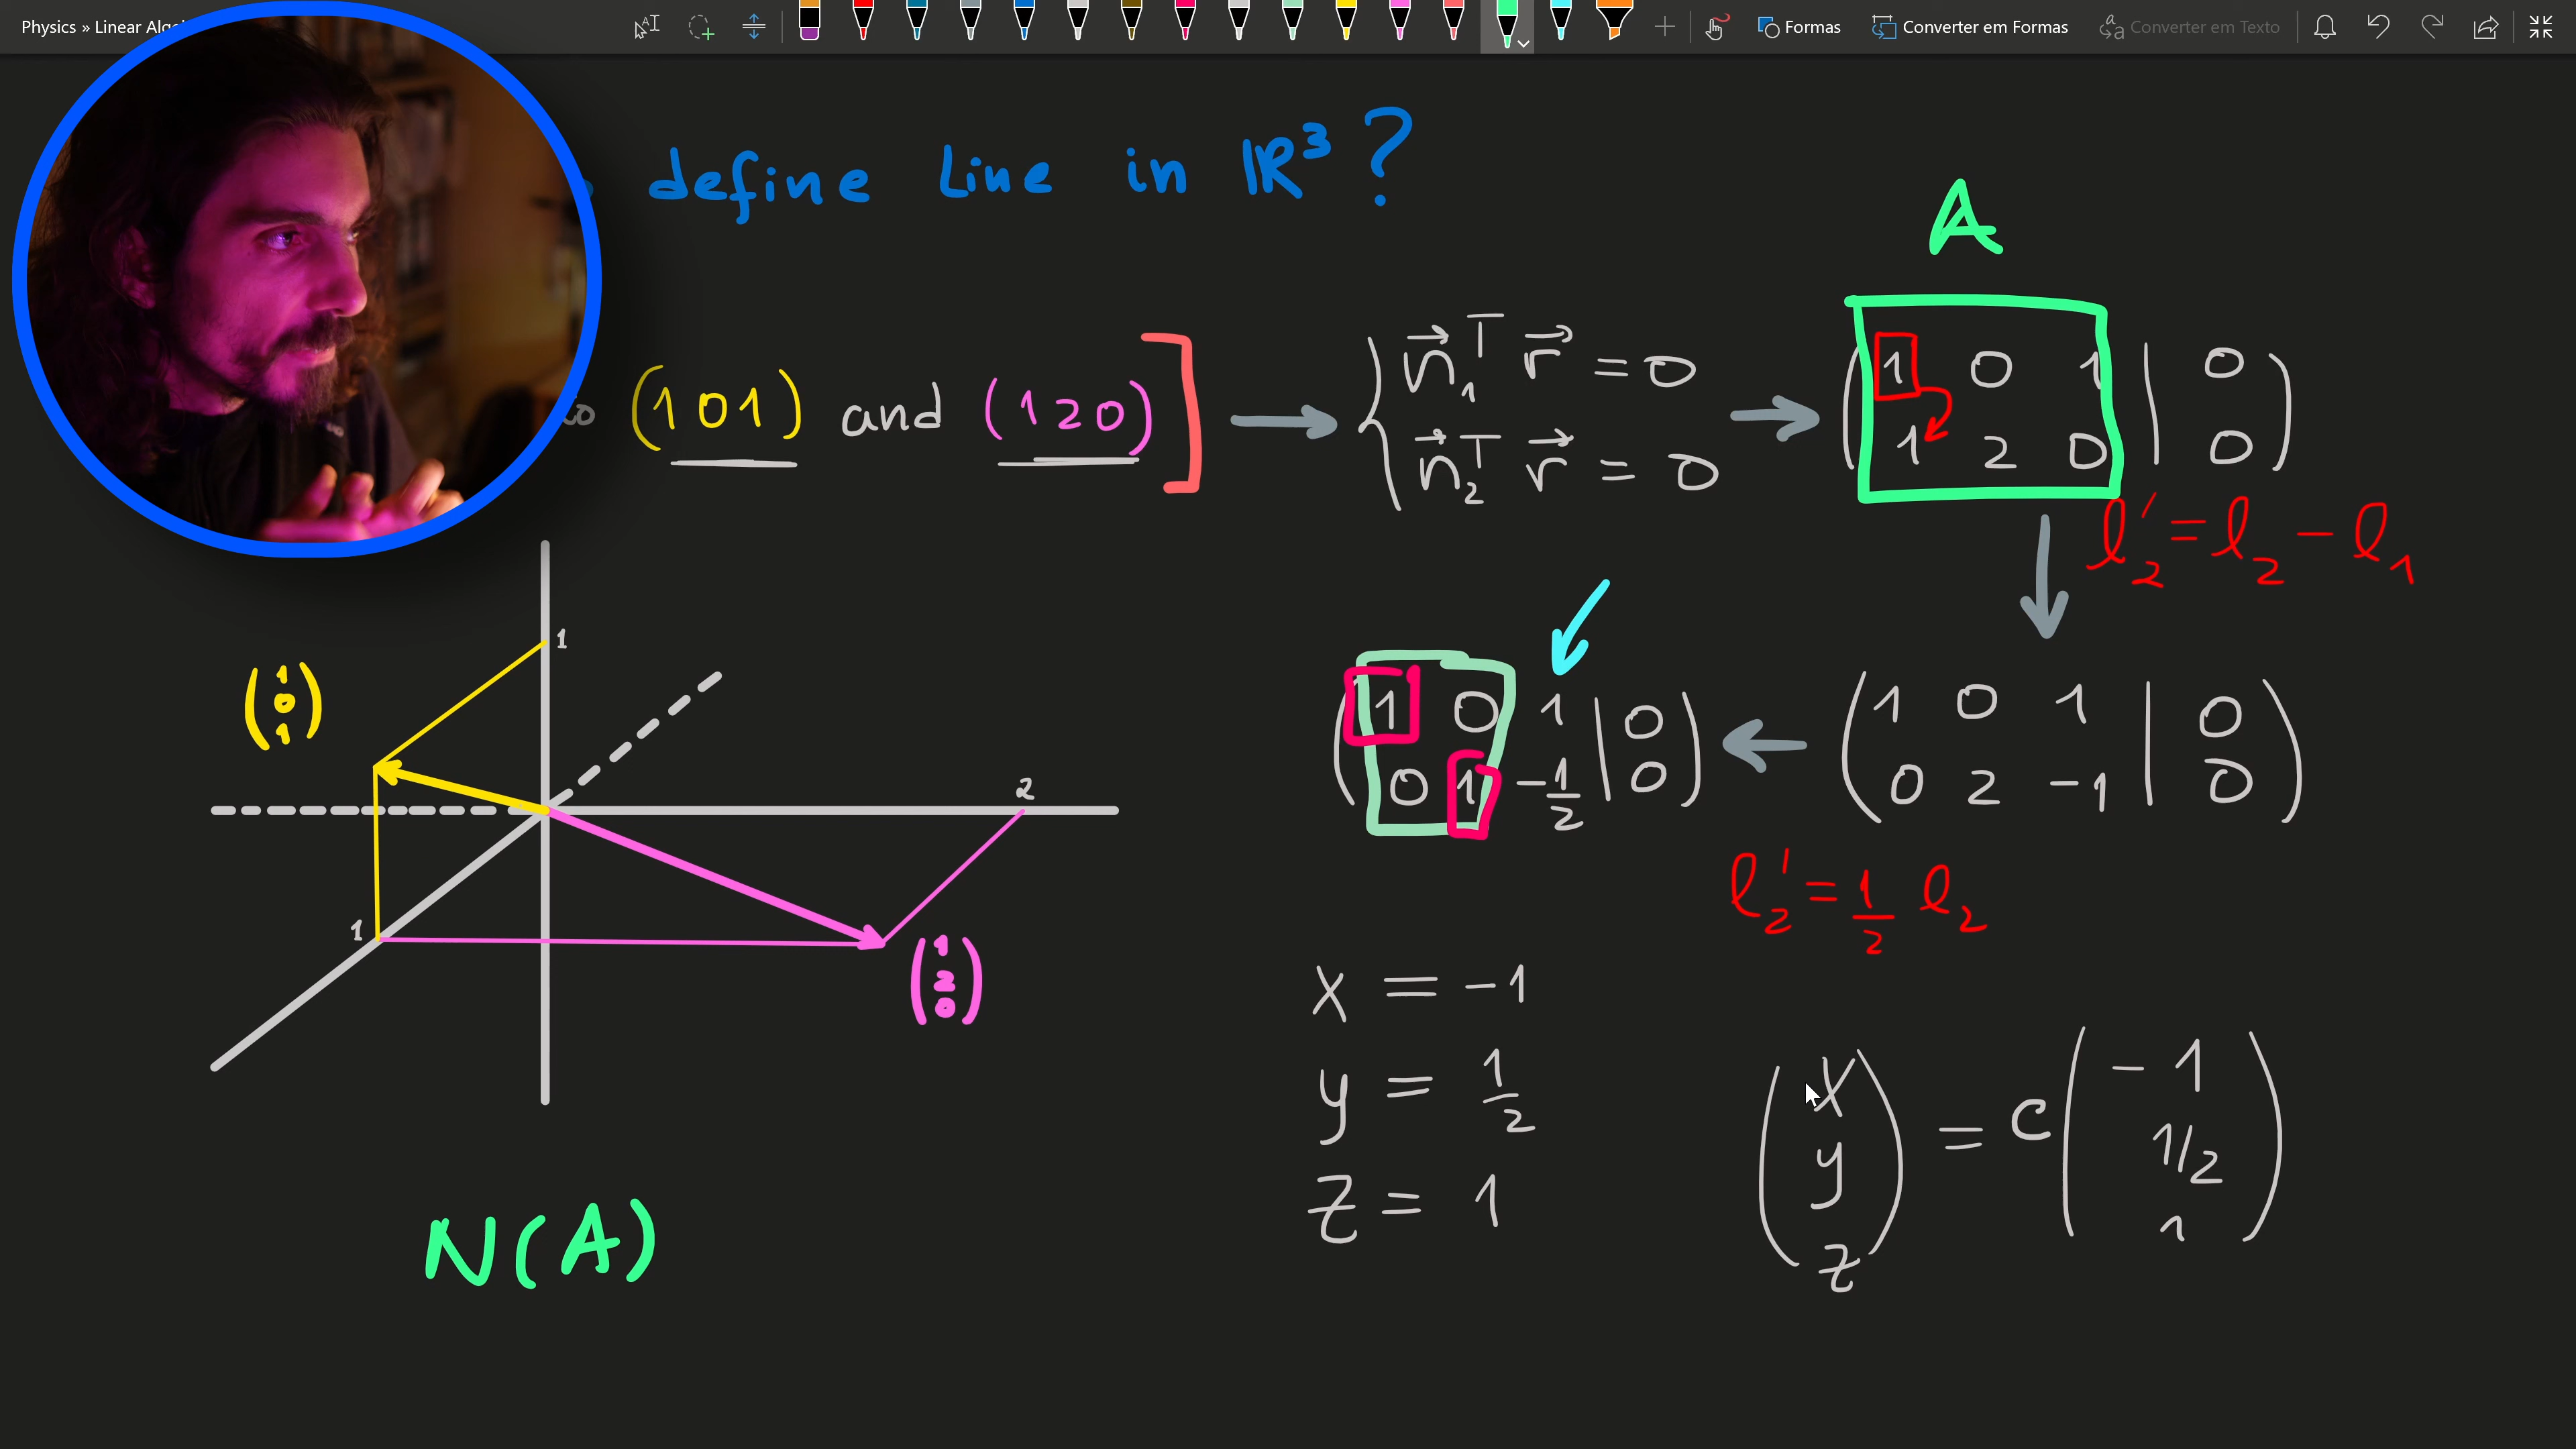 Physics » Linear Alg
Formas
Converter em Formas
Converter em Texto
define Line in ℝ³ ?
A
(1 0 1) and (1 2 0) ]
{ n⃗₁ᵀ r⃗ = 0
n⃗₂ᵀ r⃗ = 0
( 1 0 1 | 0 )
( 1 2 0 | 0 )
l₂' = l₂ - l₁
1
( 1 0 1 )
2
1
( 1 2 0 )
( 1 0 1 | 0 )
( 0 1 -1/2 | 0 )
( 1 0 1 | 0 )
( 0 2 -1 | 0 )
l₂' = 1/2 l₂
x = -1
y = 1/2
z = 1
( x y z ) = c ( -1 1/2 1 )
N(A)